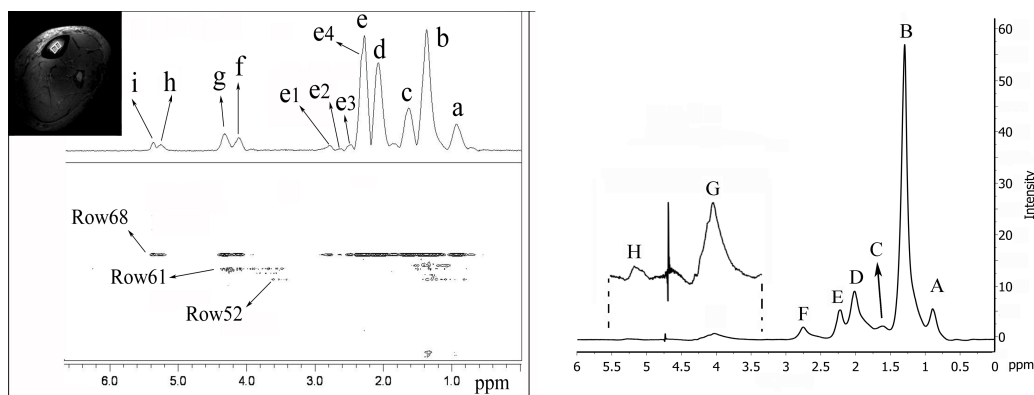 e
e4
b
d
g
f
i
h
e1
e2
e3
c
a
Row68
Row61
Row52
6.0 5.0 4.0 3.0 2.0 1.0 ppm
B
G
H
C
D
A
E
F
60
50
40
30
20
10
0
Intensity
6 5.5 5 4.5 4 3.5 3 2.5 2 1.5 1 0.5 0 ppm